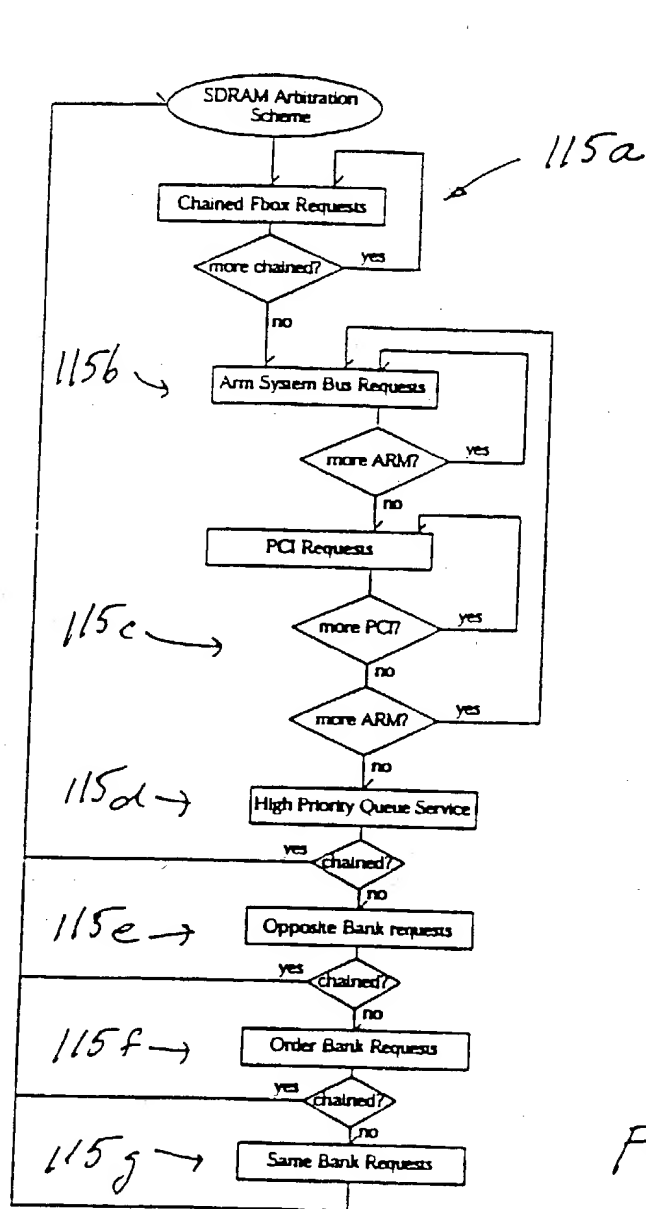 SDRAM Arbitration
Scheme
115a
Chained Fbox Requests
more chained?
yes
no
115b
Arm System Bus Requests
more ARM?
yes
no
PCI Requests
115c
more PCI?
yes
no
more ARM?
yes
no
115d
High Priority Queue Service
yes
chained?
no
115e
Opposite Bank requests
yes
chained?
no
115f
Order Bank Requests
yes
chained?
no
115g
Same Bank Requests
F